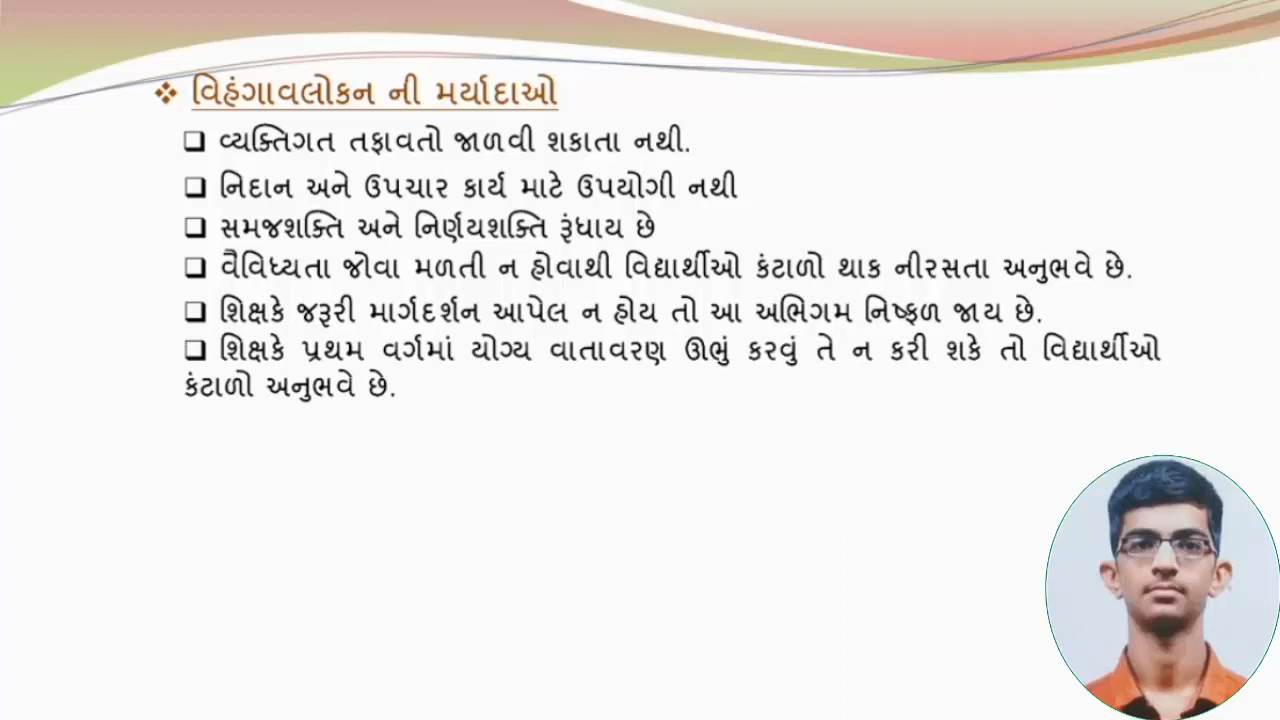 વિહંગાવલોકન ની મર્યાદાઓ
વ્યક્તિગત તફાવતો જાળવી શકાતા નથી.
નિદાન અને ઉપચાર કાર્ય માટે ઉપયોગી નથી
સમજશક્તિ અને નિર્ણયશક્તિ રૂંધાય છે
વૈવિધ્યતા જોવા મળતી ન હોવાથી વિદ્યાર્થીઓ કંટાળો થાક નીરસતા અનુભવે છે.
શિક્ષકે જરૂરી માર્ગદર્શન આપેલ ન હોય તો આ અભિગમ નિષ્ફળ જાય છે.
શિક્ષકે પ્રથમ વર્ગમાં યોગ્ય વાતાવરણ ઊભું કરવું તે ન કરી શકે તો વિદ્યાર્થીઓ
કંટાળો અનુભવે છે.